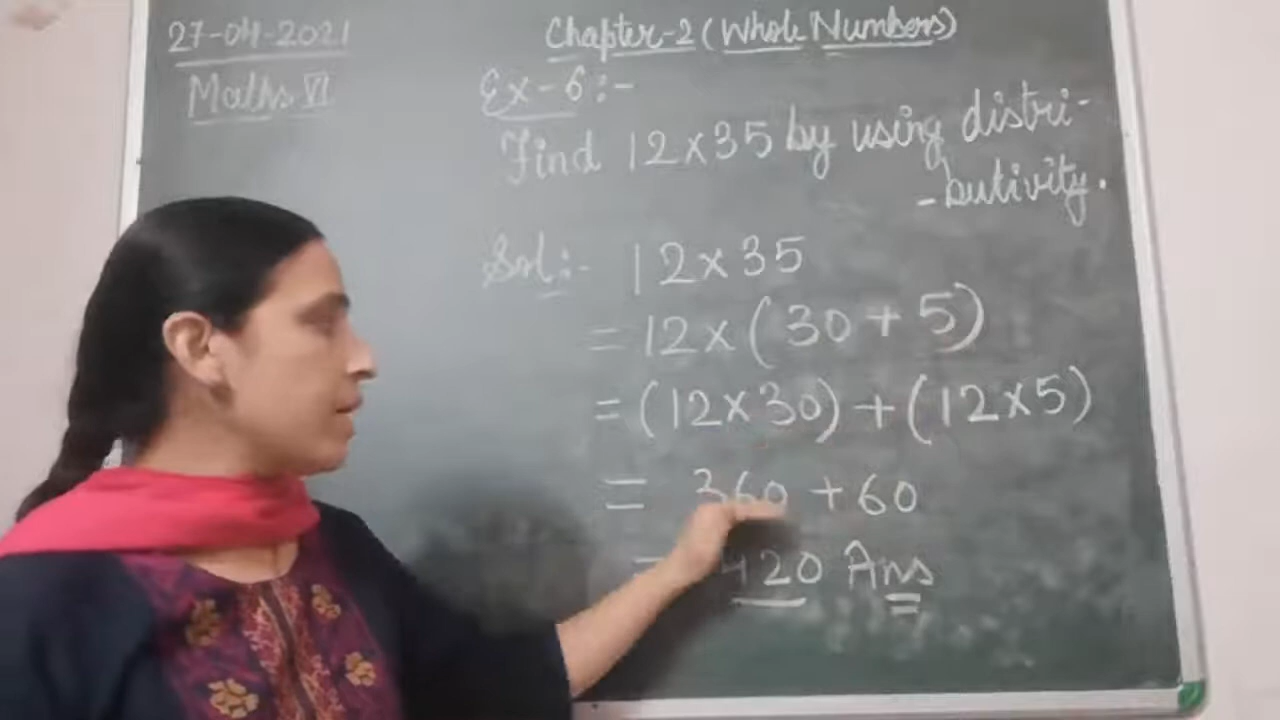 27-04-2021
Maths VI
Chapter-2 (Whole Numbers)
Ex-6:-
Find 12×35 by using distri-
-butivity.
Sol:- 12×35
= 12×(30+5)
= (12×30)+(12×5)
= 360+60
= 420 Ans